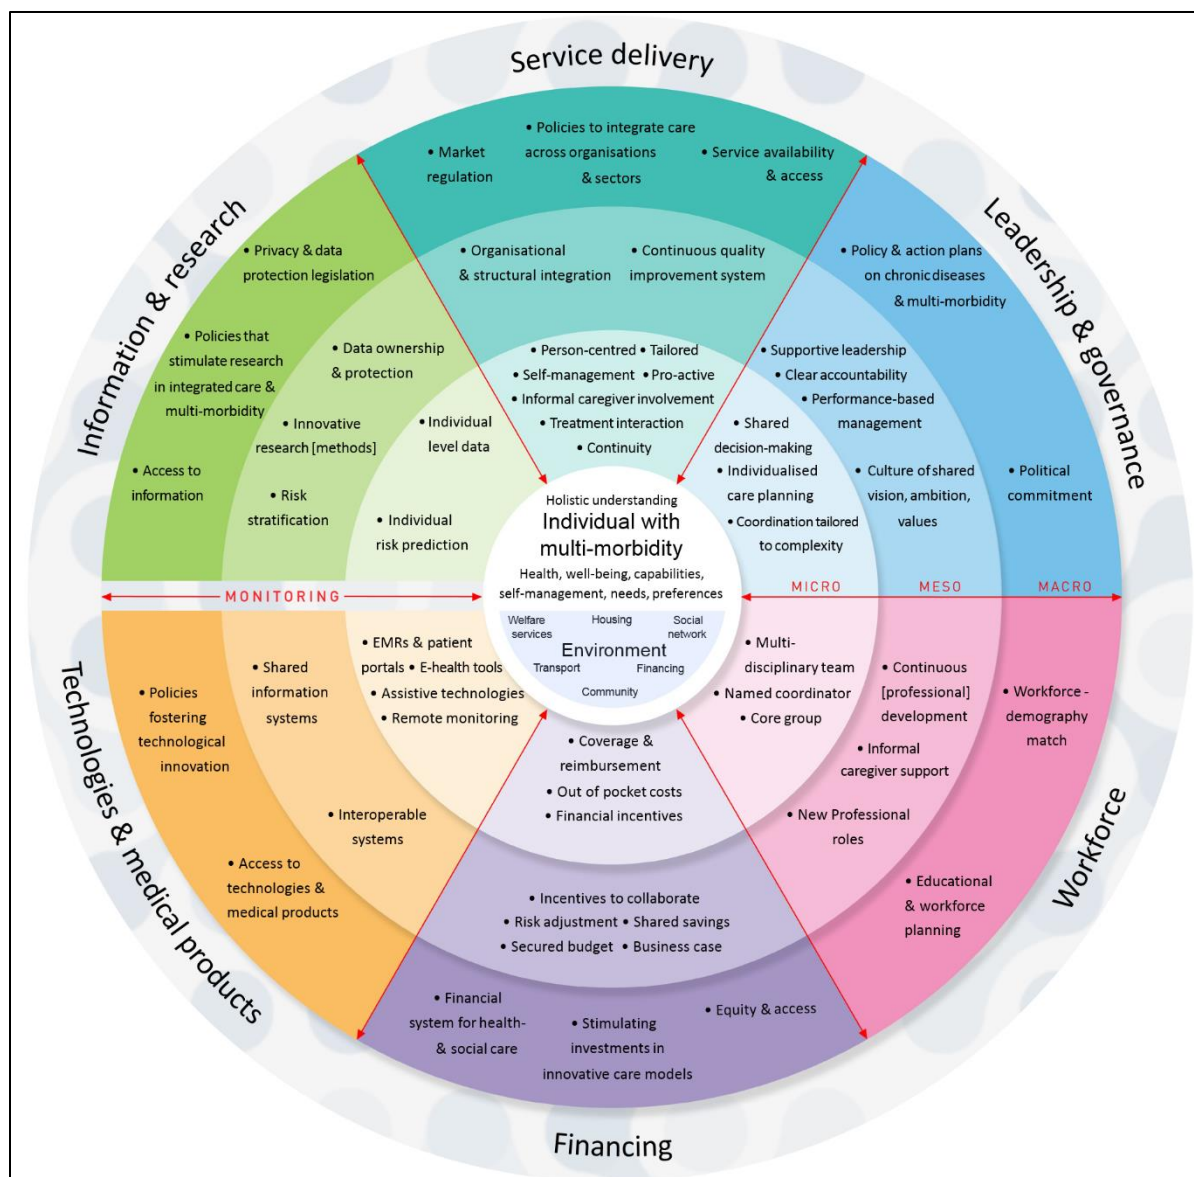 Service delivery
• Market
regulation
• Policies to integrate care
across organisations
& sectors
• Service availability
& access
• Organisational
& structural integration
• Continuous quality
improvement system
• Person-centred • Tailored
• Self-management • Pro-active
• Informal caregiver involvement
• Treatment interaction
• Continuity
Leadership & governance
• Policy & action plans
on chronic diseases
& multi-morbidity
• Political
commitment
• Supportive leadership
• Clear accountability
• Performance-based
management
• Culture of shared
vision, ambition,
values
• Shared
decision-making
• Individualised
care planning
• Coordination tailored
to complexity
Information & research
• Privacy & data
protection legislation
• Policies that
stimulate research
in integrated care &
multi-morbidity
• Access to
information
• Data ownership
& protection
• Innovative
research [methods]
• Risk
stratification
• Individual
level data
• Individual
risk prediction
Holistic understanding
Individual with
multi-morbidity
Health, well-being, capabilities,
self-management, needs, preferences
Welfare
services
Housing
Social
network
Environment
Transport
Financing
Community
MONITORING
MICRO
MESO
MACRO
Technologies & medical products
• EMRs & patient
portals • E-health tools
• Assistive technologies
• Remote monitoring
• Shared
information
systems
• Interoperable
systems
• Policies
fostering
technological
innovation
• Access to
technologies &
medical products
Workforce
• Multi-
disciplinary team
• Named coordinator
• Core group
• Continuous
[professional]
development
• Informal
caregiver support
• New Professional
roles
• Workforce -
demography
match
• Educational
& workforce
planning
• Coverage &
reimbursement
• Out of pocket costs
• Financial incentives
• Incentives to collaborate
• Risk adjustment • Shared savings
• Secured budget • Business case
• Financial
system for health-
& social care
• Stimulating
investments in
innovative care models
• Equity & access
Financing